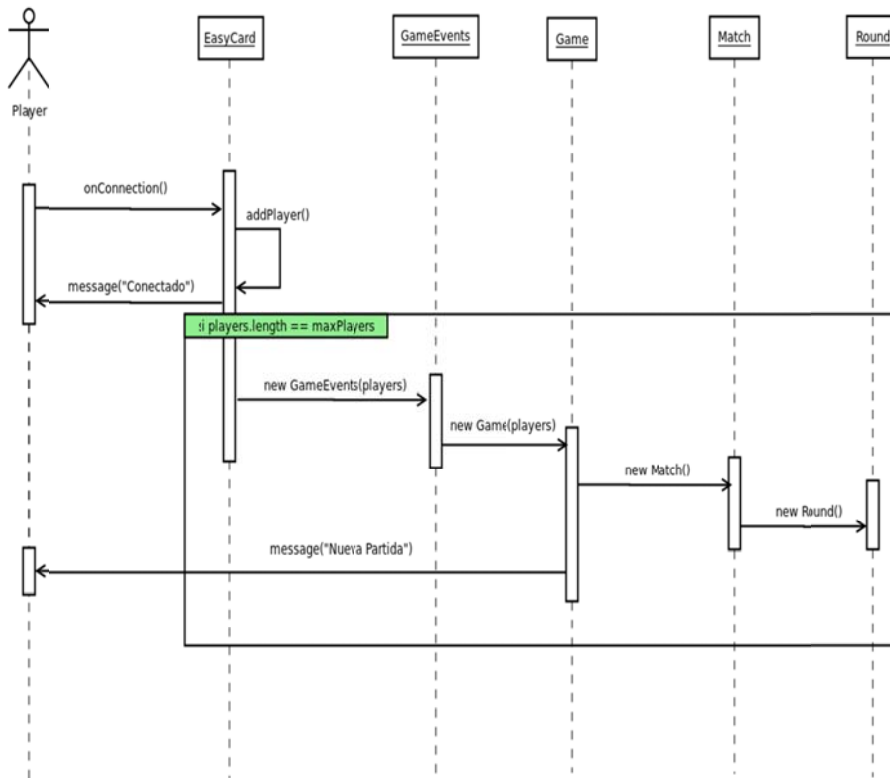 EasyCard
GameEvents
Game
Match
Round
Player
onConnection()
addPlayer()
message("Conectado")
si players.length == maxPlayers
new GameEvents(players)
new Game(players)
new Match()
new Round()
message("Nueva Partida")